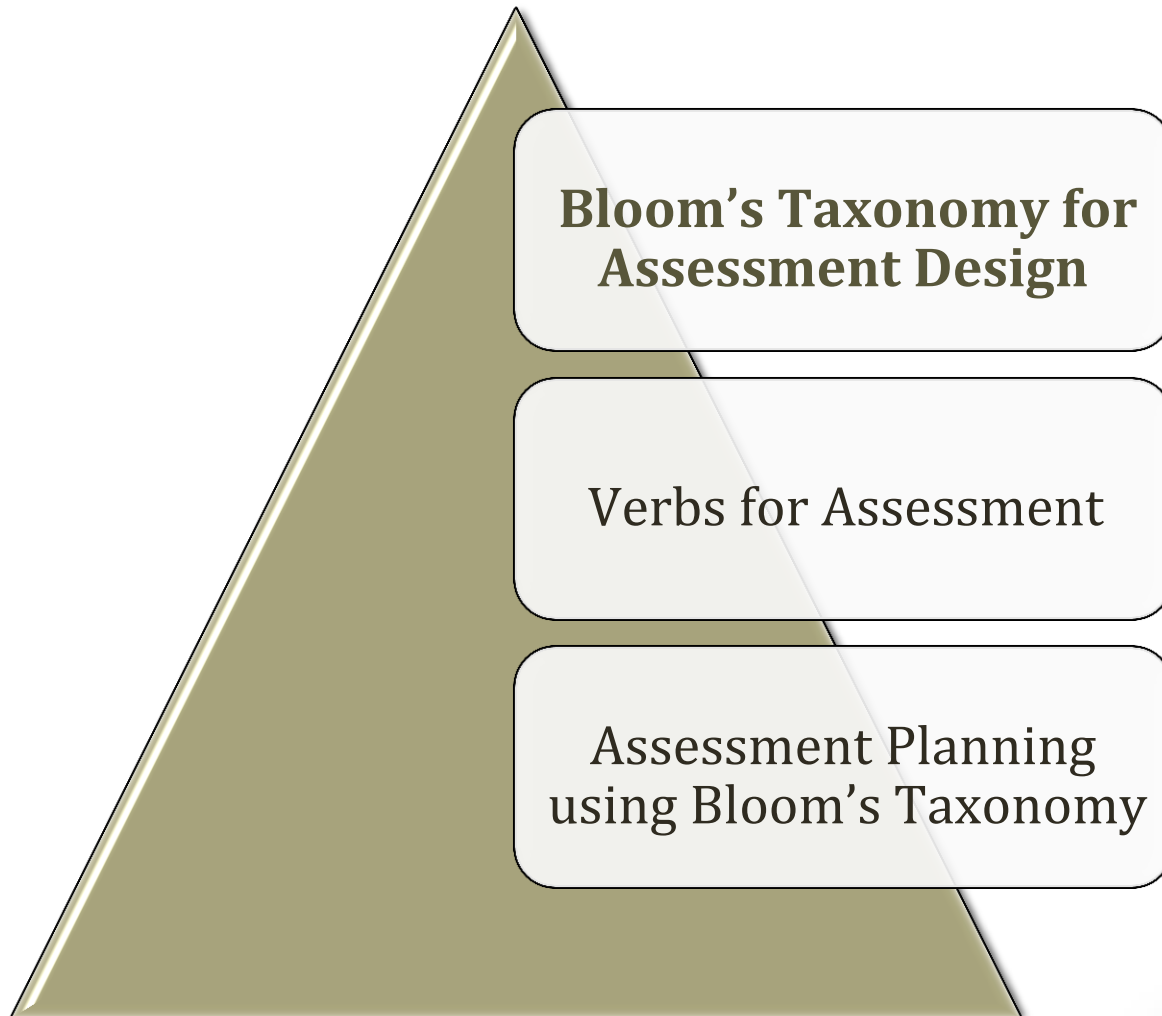 Bloom’s Taxonomy for
Assessment Design
Verbs for Assessment
Assessment Planning
using Bloom’s Taxonomy